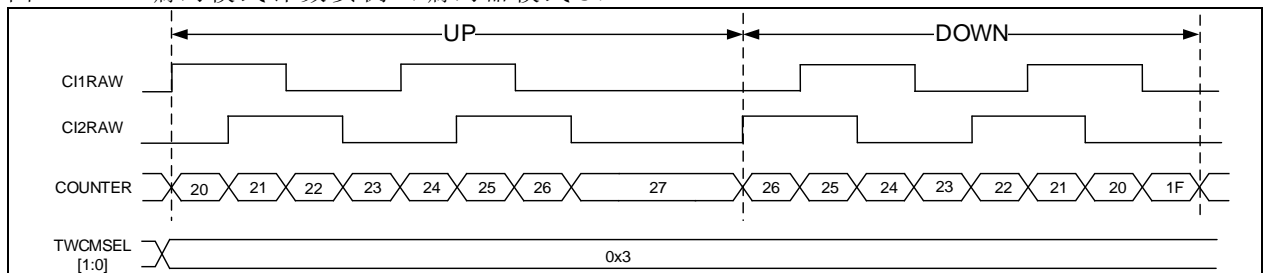 UP
DOWN
CI1RAW
CI2RAW
COUNTER
20 21 22 23 24 25 26 27 26 25 24 23 22 21 20 1F
TWCMSEL
[1:0]
0x3